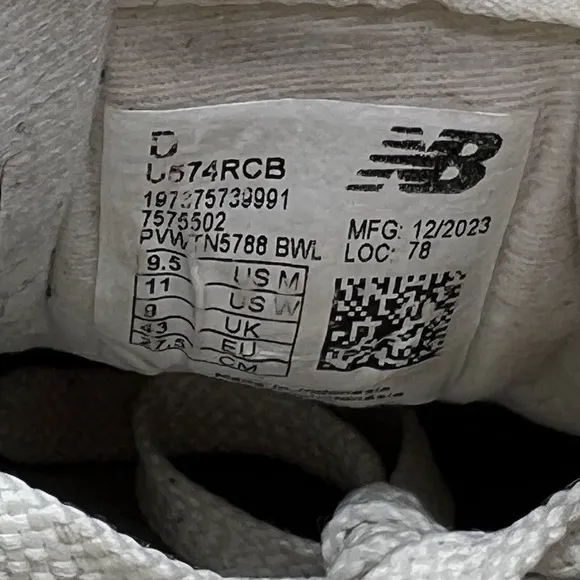 D
U574RCB
197375739991
7575502
PVWTN5788 BWL
NB
MFG: 12/2023
LOC: 78
9.5 US M
11 US W
9 UK
43 EU
27.5 CM